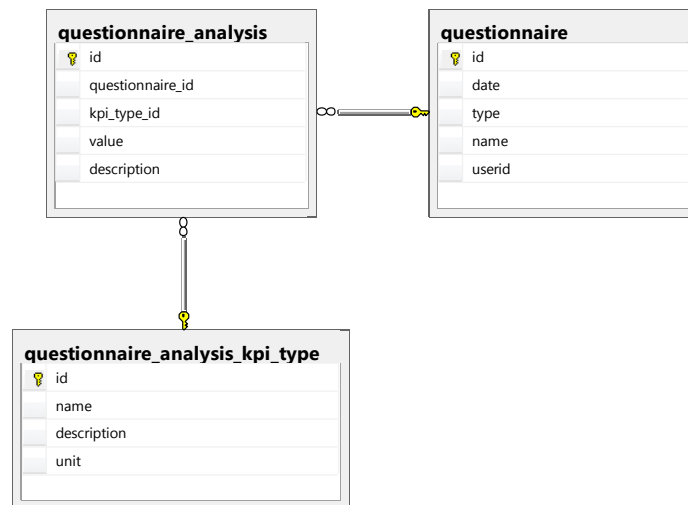 questionnaire_analysis
id
questionnaire_id
kpi_type_id
value
description
questionnaire
id
date
type
name
userid
questionnaire_analysis_kpi_type
id
name
description
unit